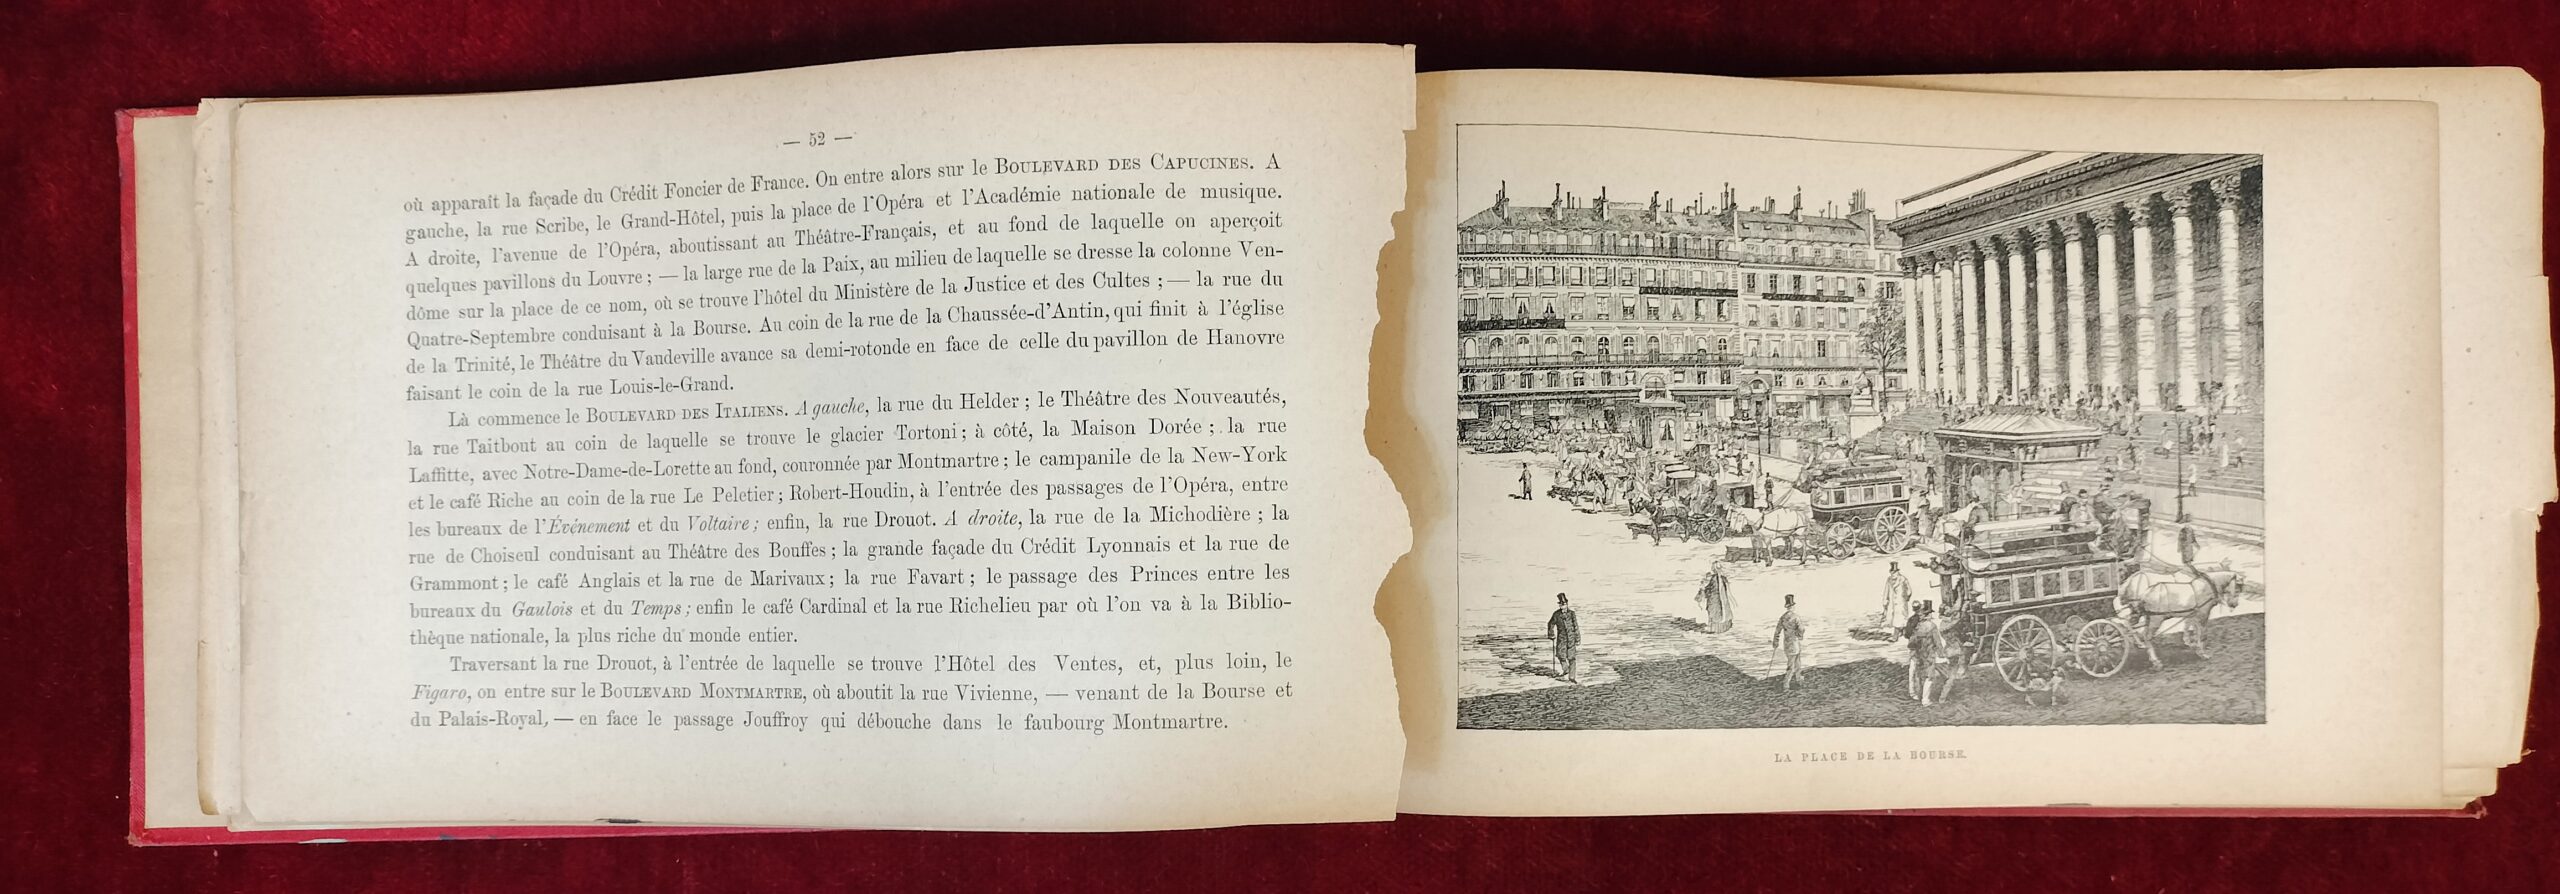 — 52 —
où apparait la façade du Crédit Foncier de France. On entre alors sur le BOULEVARD DES CAPUCINES. A
gauche, la rue Scribe, le Grand-Hôtel, puis la place de l'Opéra et l'Académie nationale de musique.
A droite, l'avenue de l'Opéra, aboutissant au Théâtre-Français, et au fond de laquelle on aperçoit
quelques pavillons du Louvre ; — la large rue de la Paix, au milieu de laquelle se dresse la colonne Ven-
dôme sur la place de ce nom, où se trouve l'hôtel du Ministère de la Justice et des Cultes ; — la rue du
Quatre-Septembre conduisant à la Bourse. Au coin de la rue de la Chaussée-d'Antin, qui finit à l'église
de la Trinité, le Théâtre du Vaudeville avance sa demi-rotonde en face de celle du pavillon de Hanovre
faisant le coin de la rue Louis-le-Grand.
Là commence le BOULEVARD DES ITALIENS. A gauche, la rue du Helder ; le Théâtre des Nouveautés,
la rue Taitbout au coin de laquelle se trouve le glacier Tortoni ; à côté, la Maison Dorée ; la rue
Laffitte, avec Notre-Dame-de-Lorette au fond, couronnée par Montmartre ; le campanile de la New-York
et le café Riche au coin de la rue Le Peletier ; Robert-Houdin, à l'entrée des passages de l'Opéra, entre
les bureaux de l'Événement et du Voltaire ; enfin, la rue Drouot. A droite, la rue de la Michodière ; la
rue de Choiseul conduisant au Théâtre des Bouffes ; la grande façade du Crédit Lyonnais et la rue de
Grammont ; le café Anglais et la rue de Marivaux ; la rue Favart ; le passage des Princes entre les
bureaux du Gaulois et du Temps ; enfin le café Cardinal et la rue Richelieu par où l'on va à la Biblio-
thèque nationale, la plus riche du monde entier.
Traversant la rue Drouot, à l'entrée de laquelle se trouve l'Hôtel des Ventes, et, plus loin, le
Figaro, on entre sur le BOULEVARD MONTMARTRE, où aboutit la rue Vivienne, — venant de la Bourse et
du Palais-Royal, — en face le passage Jouffroy qui débouche dans le faubourg Montmartre.
BOURSE
LA PLACE DE LA BOURSE.